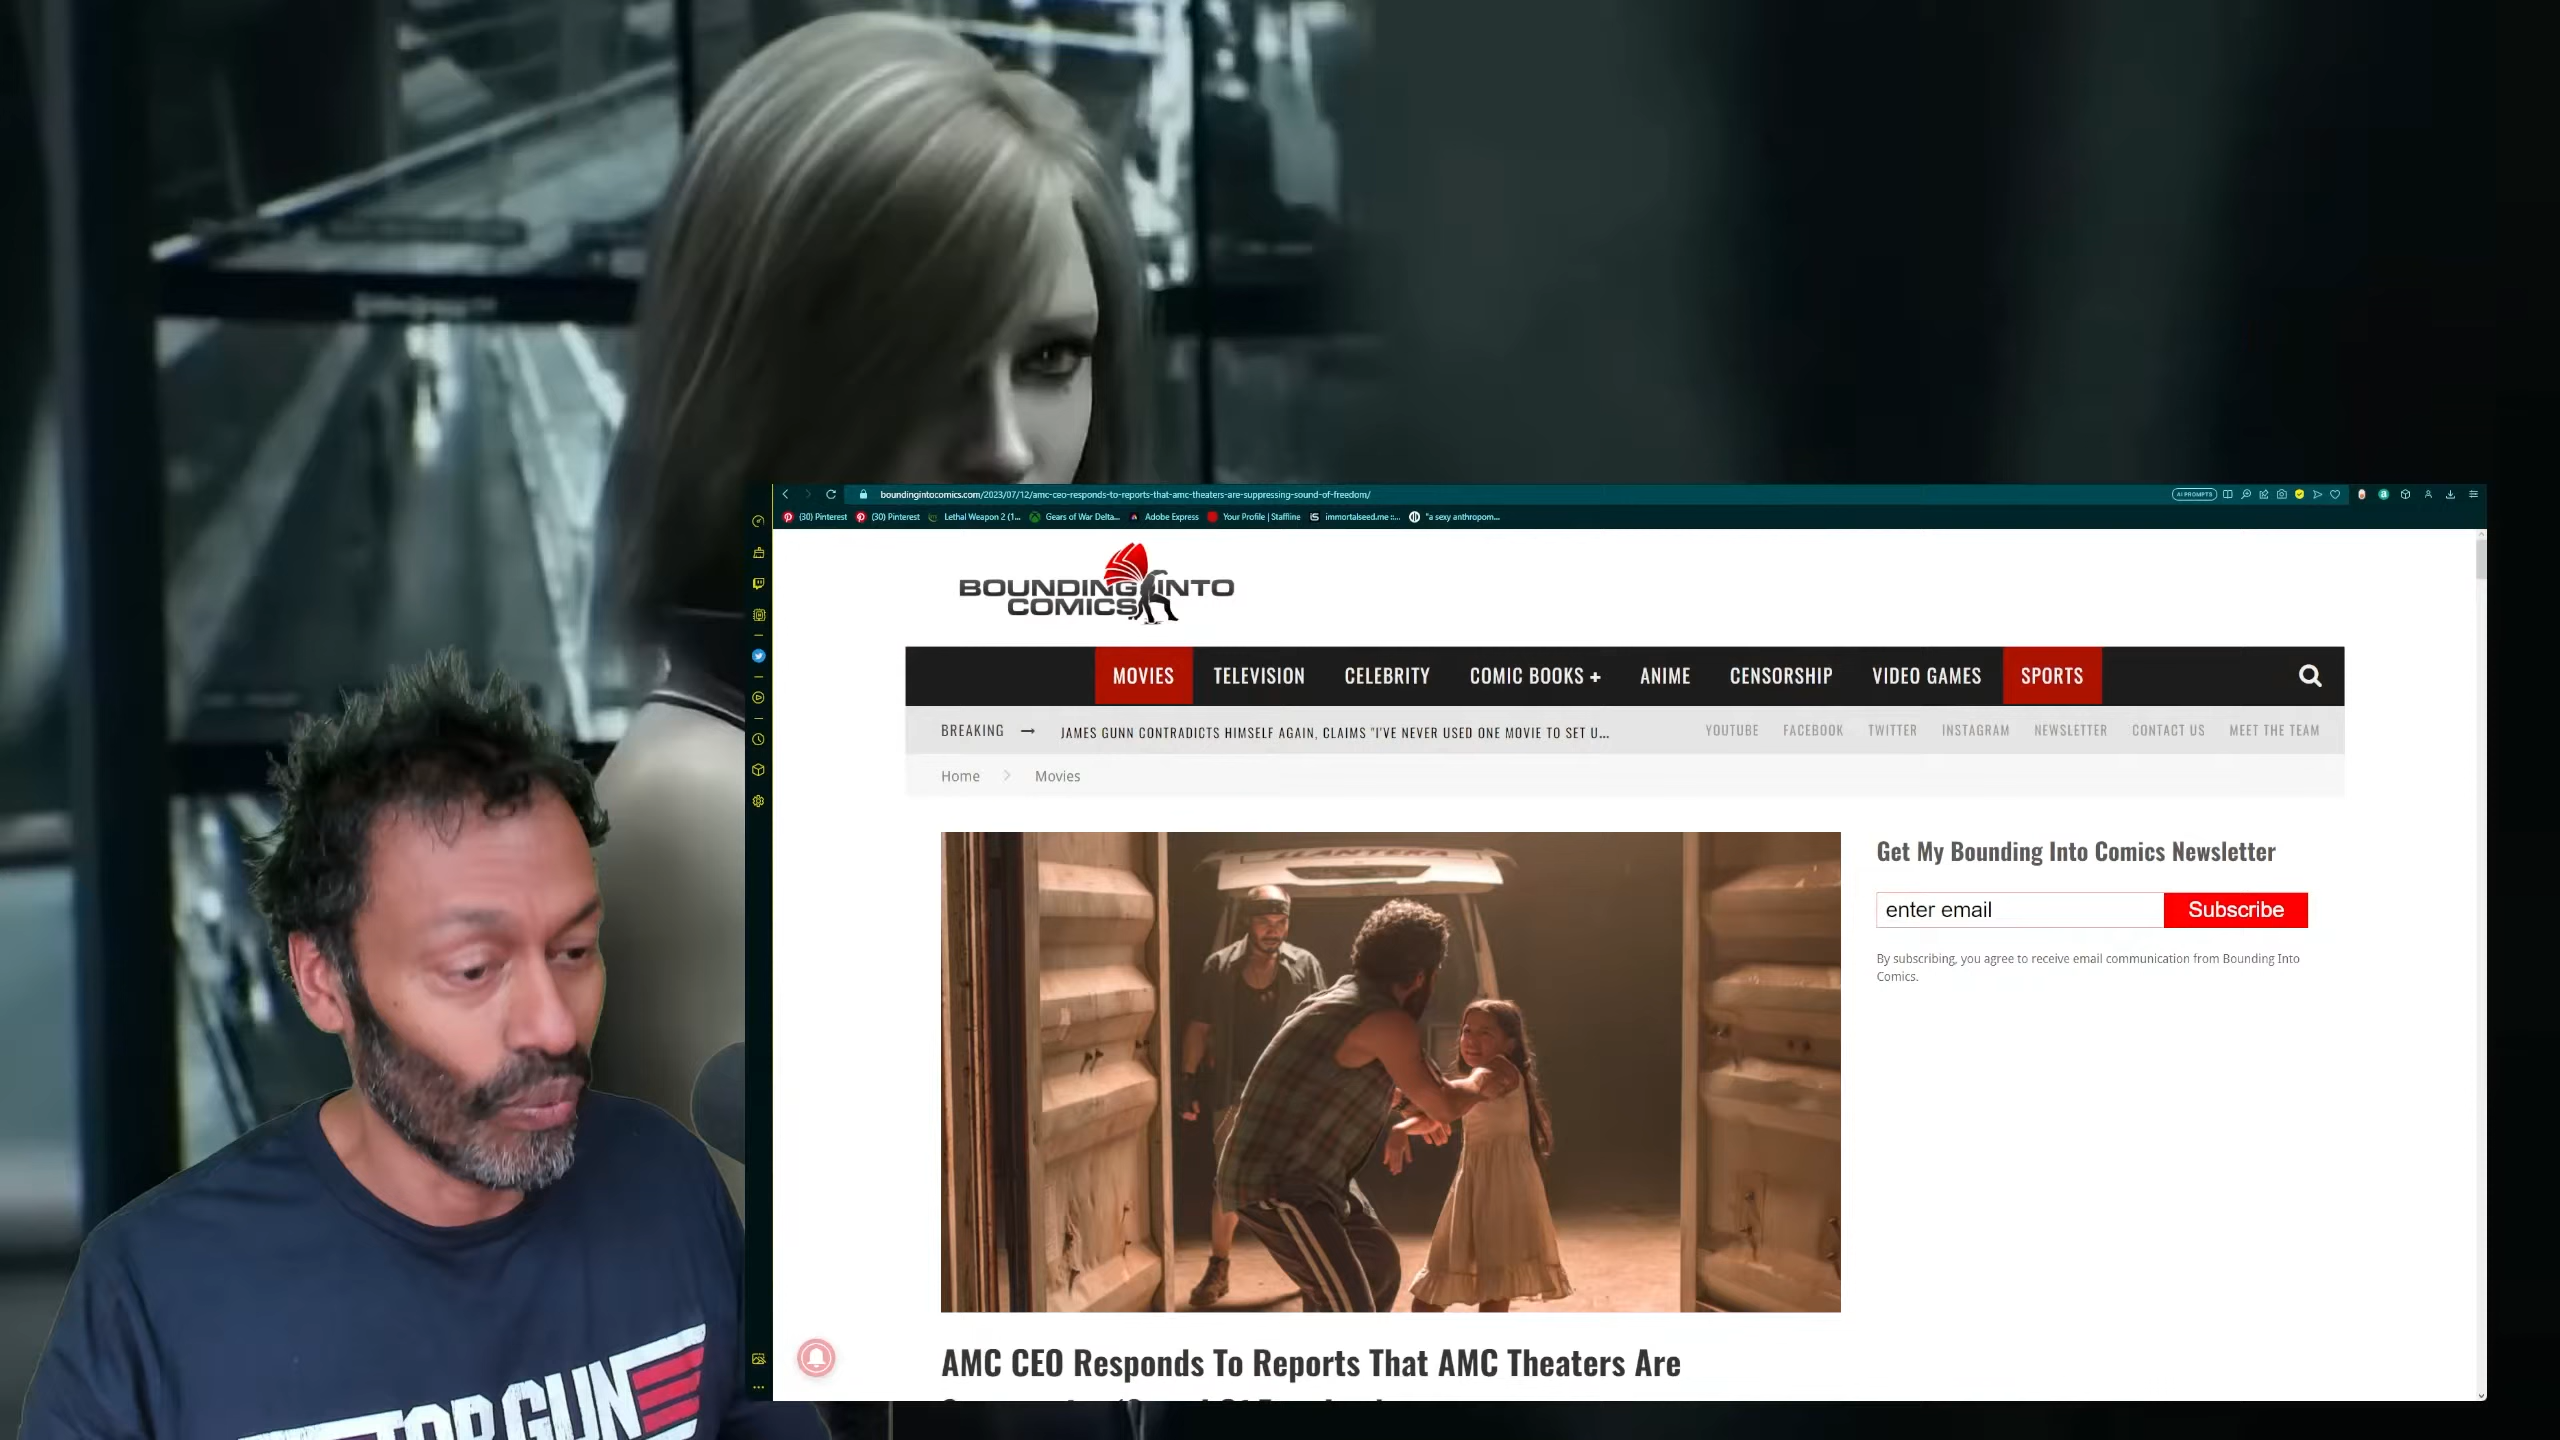 boundingintocomics.com/2023/07/12/amc-ceo-responds-to-reports-that-amc-theaters-are-suppressing-sound-of-freedom/
AI PROMPTS
(30) Pinterest (30) Pinterest Lethal Weapon 2 (1... Gears of War Delta... Adobe Express Your Profile | Staffline immortalseed.me ::... "a sexy anthropom...
BOUNDING INTO
COMICS
MOVIES TELEVISION CELEBRITY COMIC BOOKS + ANIME CENSORSHIP VIDEO GAMES SPORTS
BREAKING → JAMES GUNN CONTRADICTS HIMSELF AGAIN, CLAIMS "I'VE NEVER USED ONE MOVIE TO SET U... YOUTUBE FACEBOOK TWITTER INSTAGRAM NEWSLETTER CONTACT US MEET THE TEAM
Home > Movies
Get My Bounding Into Comics Newsletter
enter email Subscribe
By subscribing, you agree to receive email communication from Bounding Into
Comics.
AMC CEO Responds To Reports That AMC Theaters Are
TOP GUN